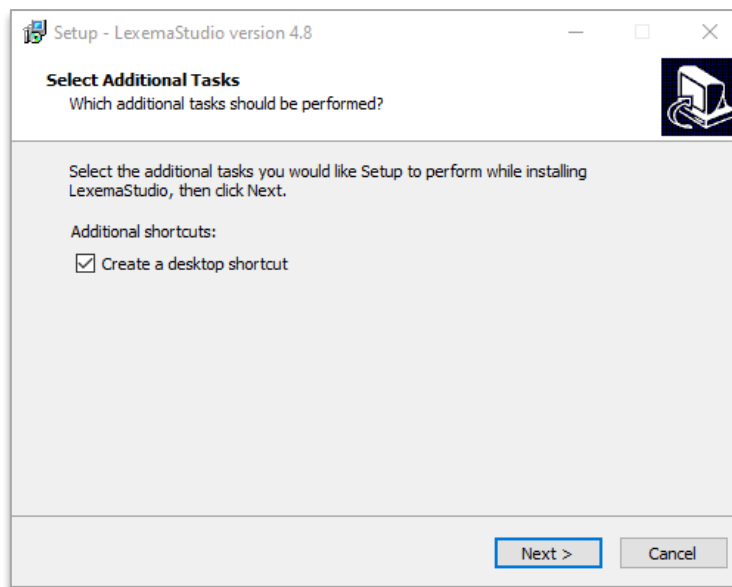 Setup - LexemaStudio version 4.8
Select Additional Tasks
Which additional tasks should be performed?
Select the additional tasks you would like Setup to perform while installing
LexemaStudio, then click Next.
Additional shortcuts:
Create a desktop shortcut
Next >
Cancel